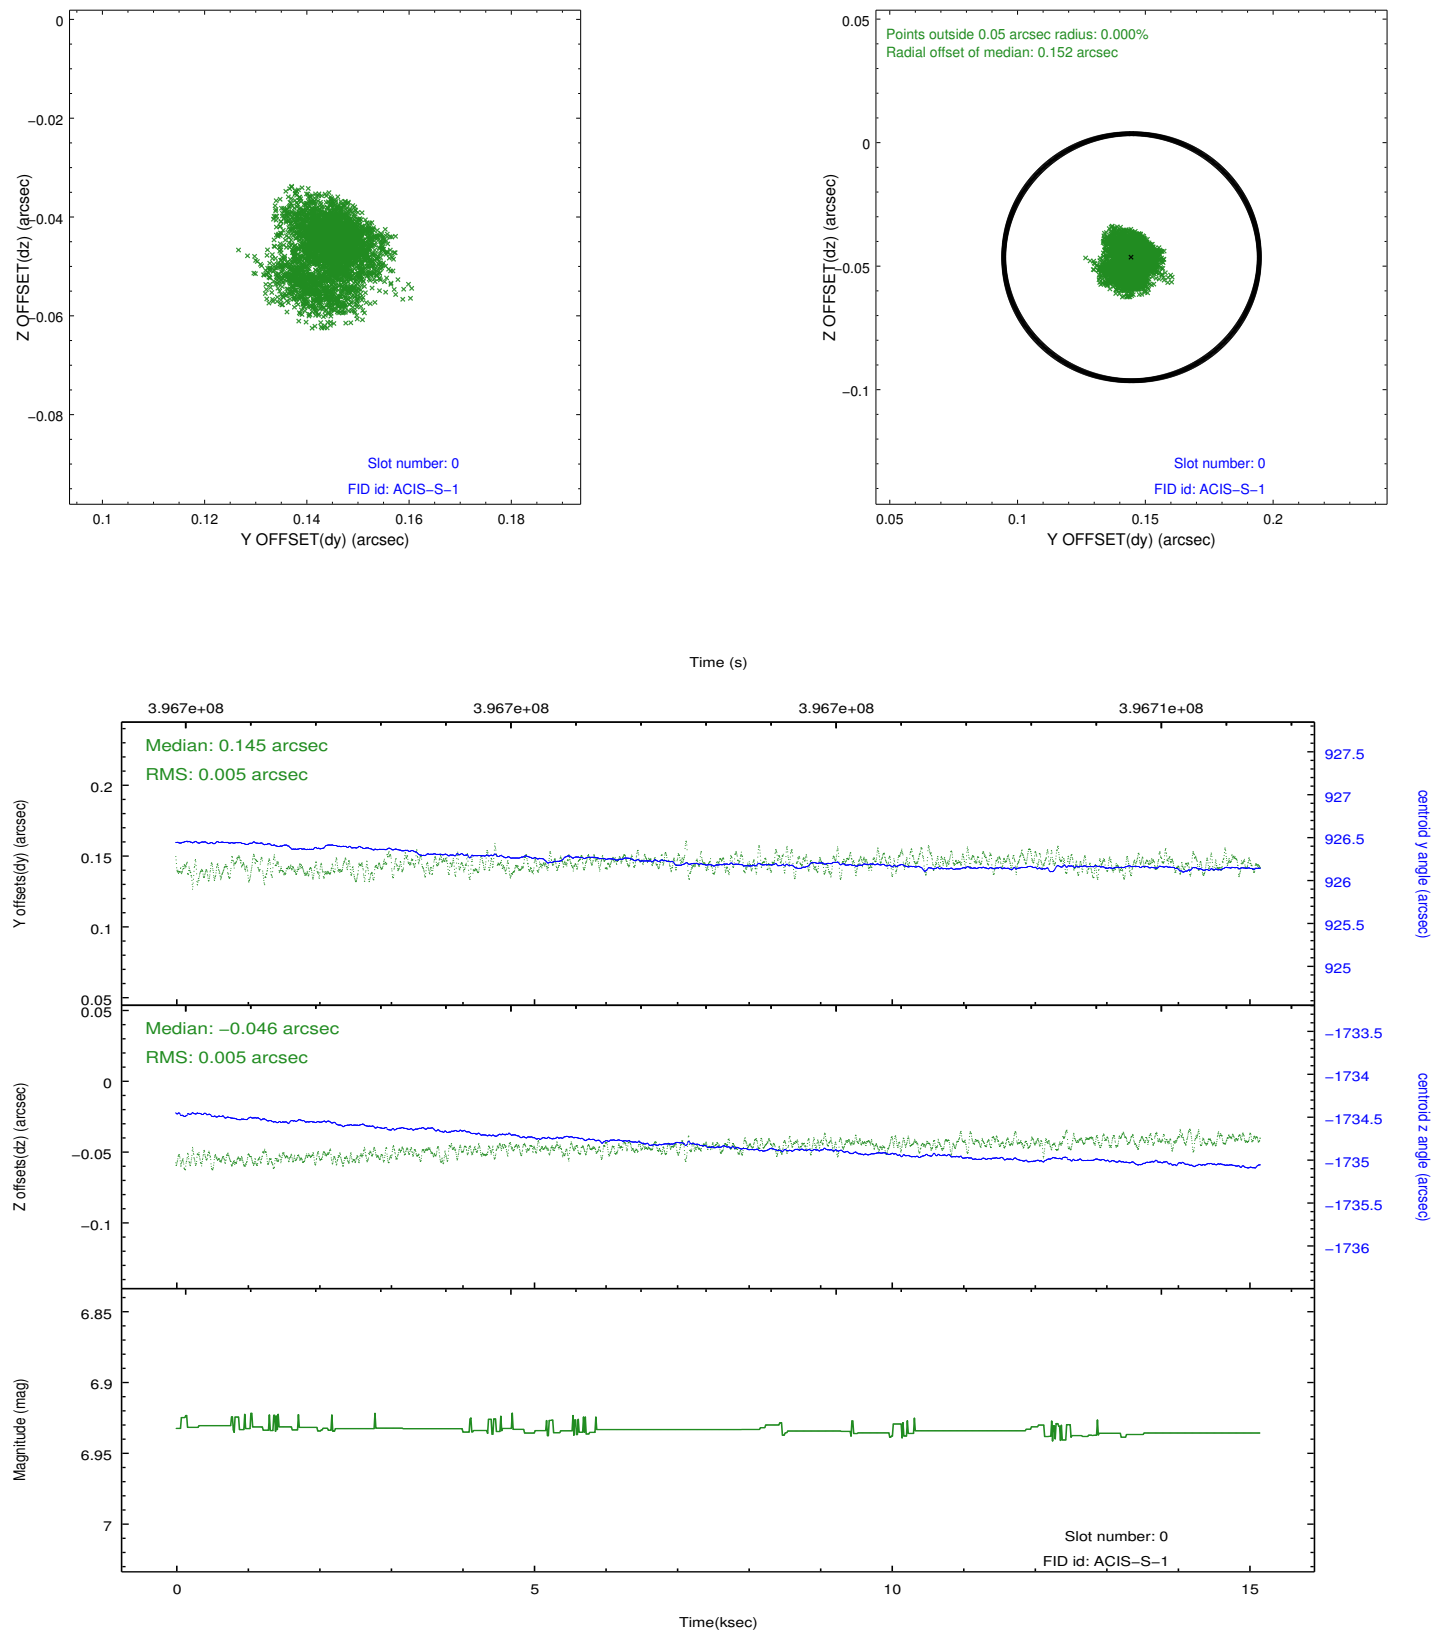 0
−0.02
−0.04
−0.06
−0.08
Z OFFSET(dz) (arcsec)
Slot number: 0
FID id: ACIS−S−1
0.1 0.12 0.14 0.16 0.18
Y OFFSET(dy) (arcsec)
Points outside 0.05 arcsec radius: 0.000%
Radial offset of median: 0.152 arcsec
0.05
0
−0.05
−0.1
Z OFFSET(dz) (arcsec)
Slot number: 0
FID id: ACIS−S−1
0.05 0.1 0.15 0.2
Y OFFSET(dy) (arcsec)
Time (s)
3.967e+08 3.967e+08 3.967e+08 3.9671e+08
Median: 0.145 arcsec
RMS: 0.005 arcsec
Y offsets(dy) (arcsec)
0.2
0.15
0.1
0.05
927.5
927
926.5
926
925.5
925
centroid y angle (arcsec)
Median: −0.046 arcsec
RMS: 0.005 arcsec
Z offsets(dz) (arcsec)
0.05
0
−0.05
−0.1
−1733.5
−1734
−1734.5
−1735
−1735.5
−1736
centroid z angle (arcsec)
Magnitude (mag)
6.85
6.9
6.95
7
Slot number: 0
FID id: ACIS−S−1
0 5 10 15
Time(ksec)